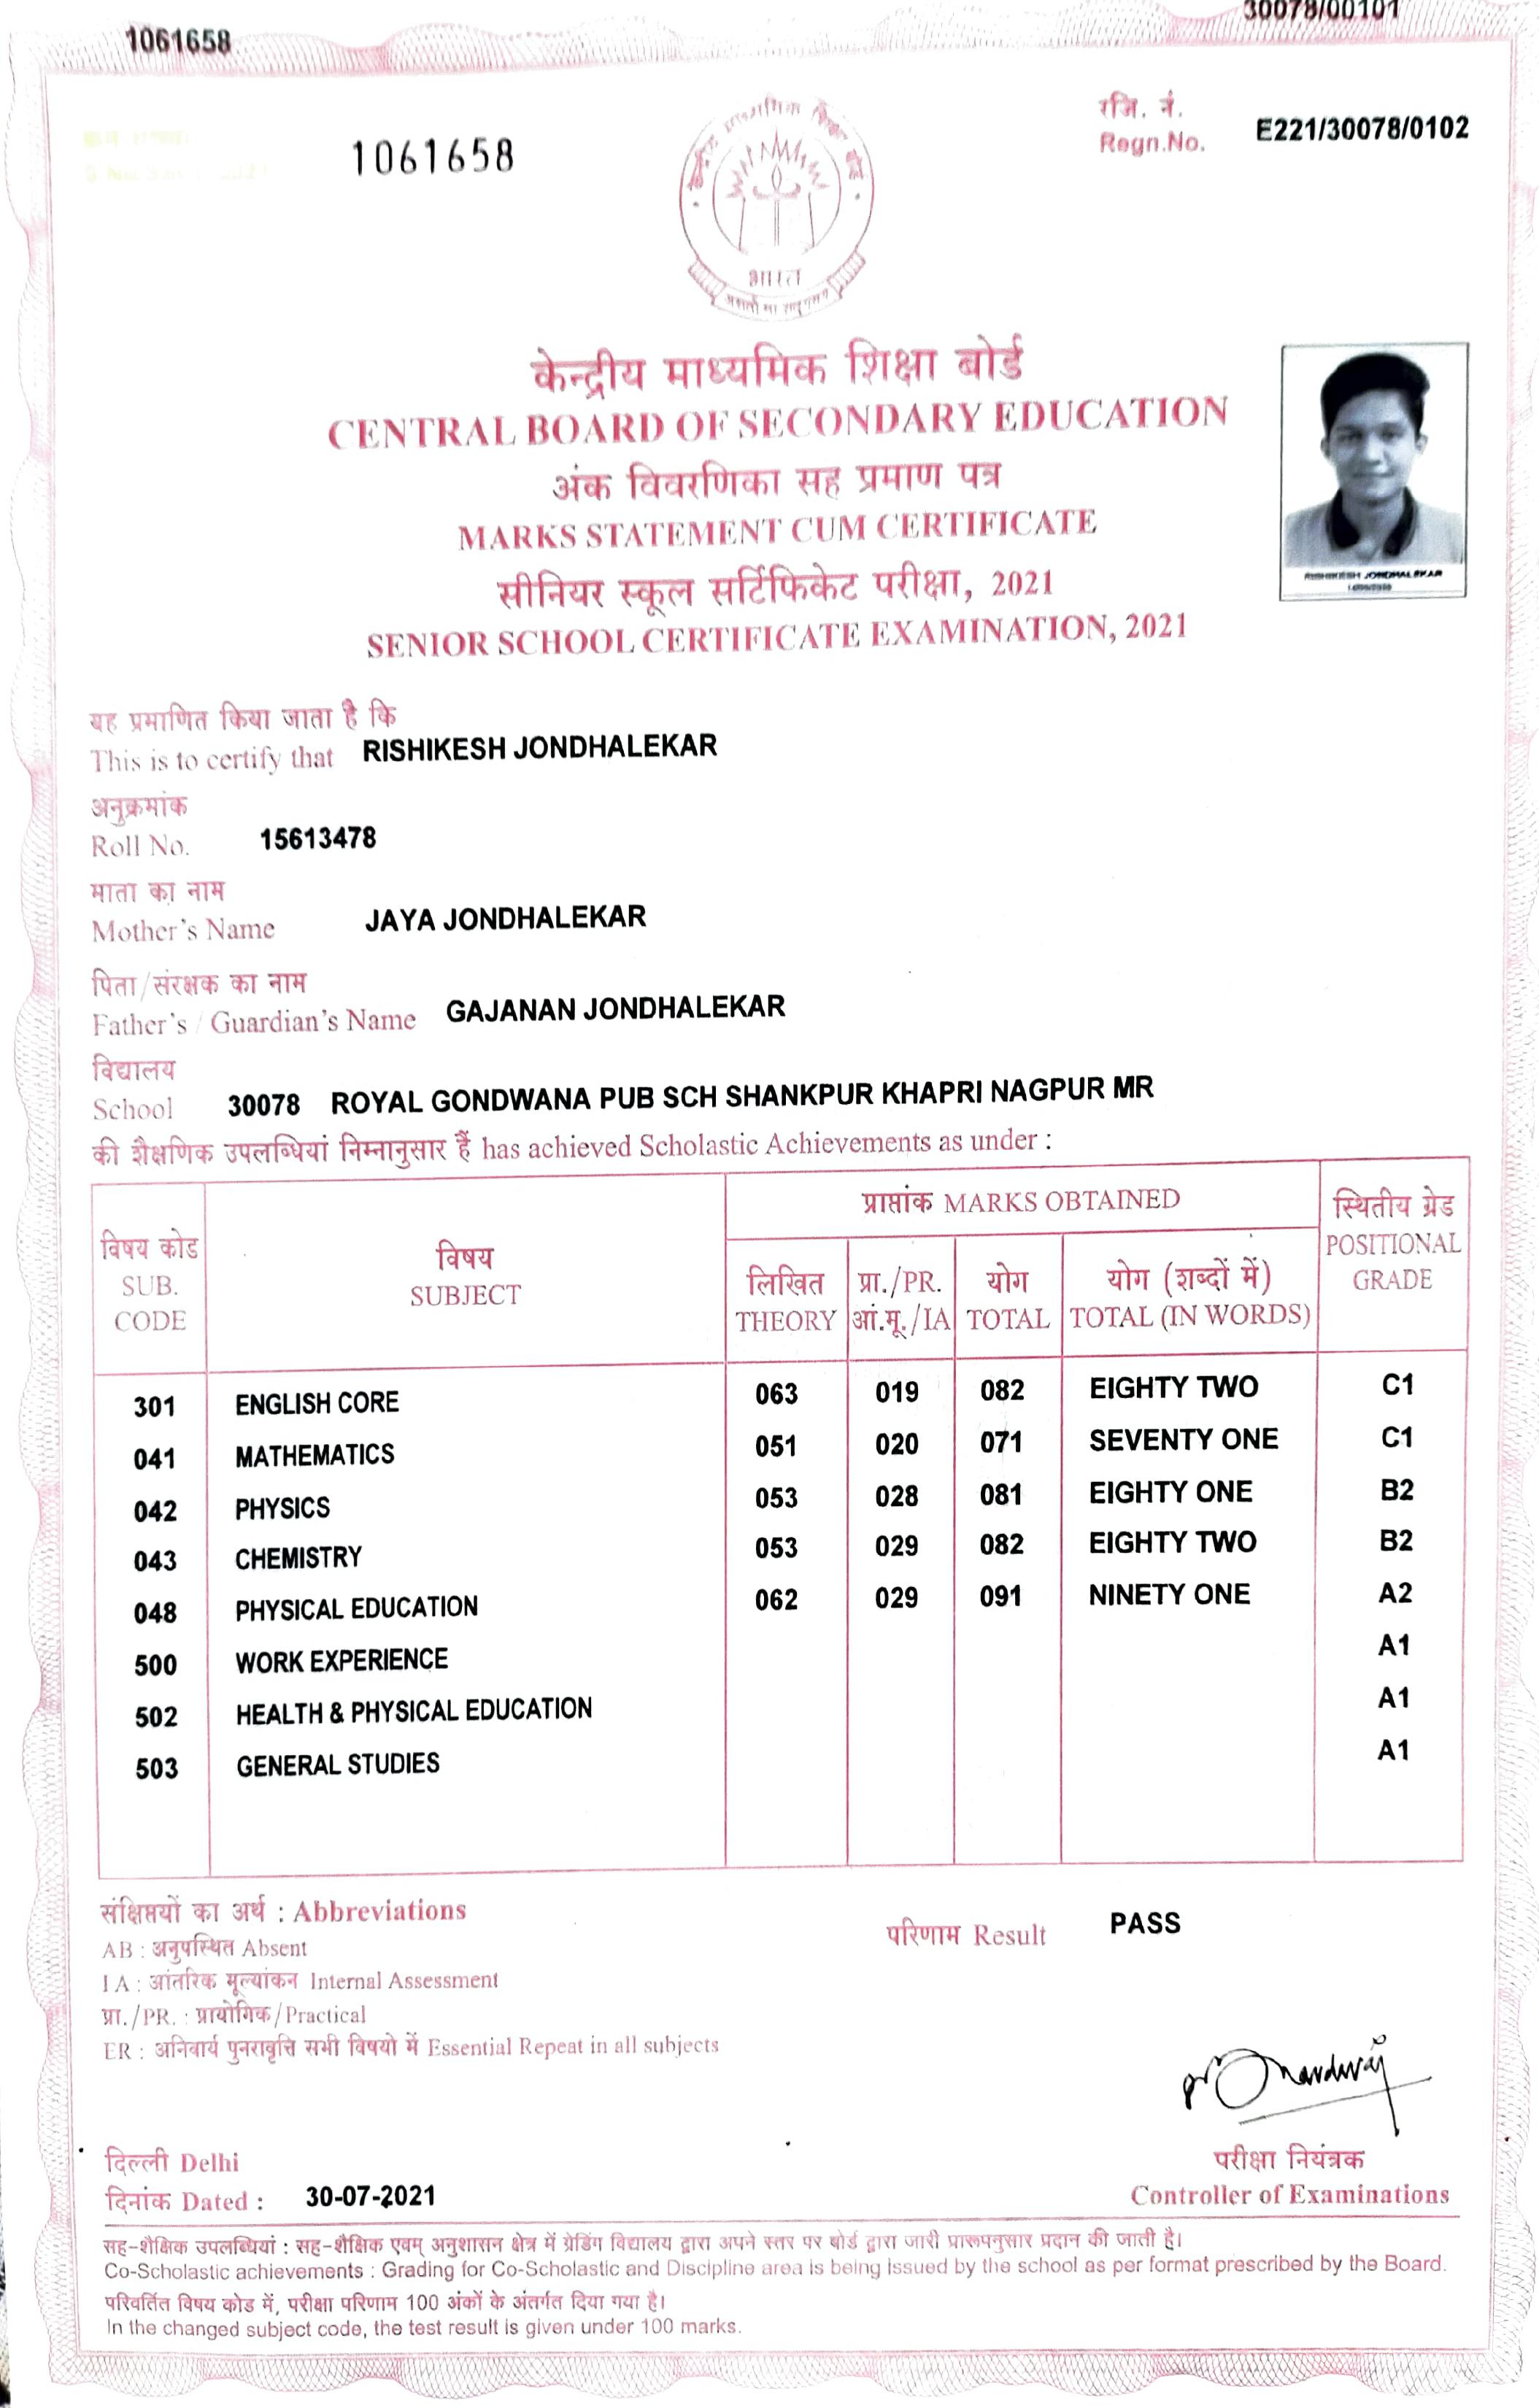 1061658
30078/00101
1061658
रजि. नं.
Regn.No. E221/30078/0102
भारत
केन्द्रीय माध्यमिक शिक्षा बोर्ड
CENTRAL BOARD OF SECONDARY EDUCATION
अंक विवरणिका सह प्रमाण पत्र
MARKS STATEMENT CUM CERTIFICATE
सीनियर स्कूल सर्टिफिकेट परीक्षा, 2021
SENIOR SCHOOL CERTIFICATE EXAMINATION, 2021
RISHIKESH JONDHALEKAR
यह प्रमाणित किया जाता है कि
This is to certify that RISHIKESH JONDHALEKAR
अनुक्रमांक
Roll No. 15613478
माता का नाम
Mother's Name JAYA JONDHALEKAR
पिता/संरक्षक का नाम
Father's / Guardian's Name GAJANAN JONDHALEKAR
विद्यालय
School 30078 ROYAL GONDWANA PUB SCH SHANKPUR KHAPRI NAGPUR MR
की शैक्षणिक उपलब्धियां निम्नानुसार हैं has achieved Scholastic Achievements as under :
विषय कोड
SUB.
CODE
विषय
SUBJECT
प्राप्तांक MARKS OBTAINED
लिखित
THEORY
प्रा./PR.
आं.मू./IA
योग
TOTAL
योग (शब्दों में)
TOTAL (IN WORDS)
स्थितीय ग्रेड
POSITIONAL
GRADE
301 ENGLISH CORE 063 019 082 EIGHTY TWO C1
041 MATHEMATICS 051 020 071 SEVENTY ONE C1
042 PHYSICS 053 028 081 EIGHTY ONE B2
043 CHEMISTRY 053 029 082 EIGHTY TWO B2
048 PHYSICAL EDUCATION 062 029 091 NINETY ONE A2
500 WORK EXPERIENCE A1
502 HEALTH & PHYSICAL EDUCATION A1
503 GENERAL STUDIES A1
संक्षिप्तयों का अर्थ : Abbreviations
परिणाम Result PASS
AB : अनुपस्थित Absent
IA : आंतरिक मूल्यांकन Internal Assessment
प्रा./PR. : प्रायोगिक/Practical
ER : अनिवार्य पुनरावृत्ति सभी विषयो में Essential Repeat in all subjects
दिल्ली Delhi
दिनांक Dated : 30-07-2021
परीक्षा नियंत्रक
Controller of Examinations
सह-शैक्षिक उपलब्धियां : सह-शैक्षिक एवम् अनुशासन क्षेत्र में ग्रेडिंग विद्यालय द्वारा अपने स्तर पर बोर्ड द्वारा जारी प्रारूपनुसार प्रदान की जाती है।
Co-Scholastic achievements : Grading for Co-Scholastic and Discipline area is being issued by the school as per format prescribed by the Board.
परिवर्तित विषय कोड में, परीक्षा परिणाम 100 अंकों के अंतर्गत दिया गया है।
In the changed subject code, the test result is given under 100 marks.